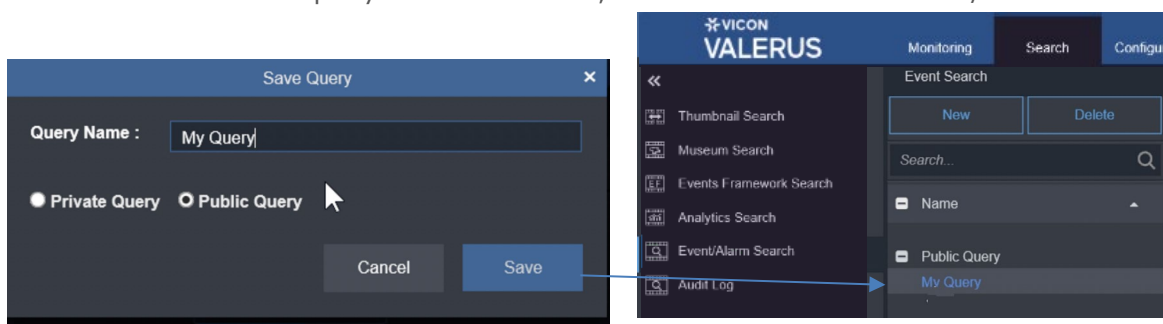 Save Query
×
Query Name :
My Query
Private Query
Public Query
Cancel
Save
VICON
VALERUS
Monitoring
Search
Configu
«
Event Search
Thumbnail Search
Museum Search
Events Framework Search
Analytics Search
Event/Alarm Search
Audit Log
New
Delete
Search...
Name
Public Query
My Query